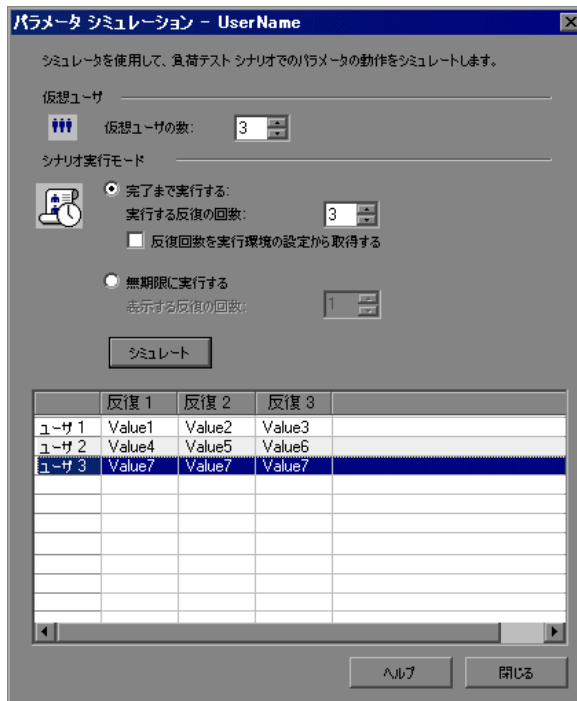 パラメータ シミュレーション - UserName
シミュレータを使用して、負荷テスト シナリオでのパラメータの動作をシミュレートします。
仮想ユーザ
仮想ユーザの数: 3
シナリオ実行モード
完了まで実行する:
実行する反復の回数: 3
反復回数を実行環境の設定から取得する
無期限に実行する
表示する反復の回数: 1
シミュレート
反復 1 反復 2 反復 3
ユーザ 1 Value1 Value2 Value3
ユーザ 2 Value4 Value5 Value6
ユーザ 3 Value7 Value7 Value7
ヘルプ 閉じる